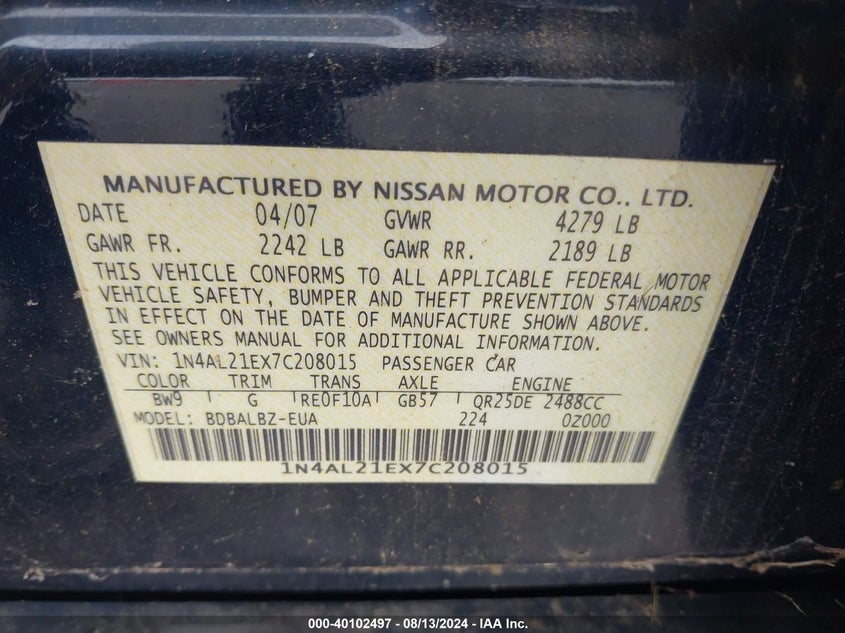 MANUFACTURED BY NISSAN MOTOR CO., LTD.
DATE 04/07 GVWR 4279 LB
GAWR FR. 2242 LB GAWR RR. 2189 LB
THIS VEHICLE CONFORMS TO ALL APPLICABLE FEDERAL MOTOR
VEHICLE SAFETY, BUMPER AND THEFT PREVENTION STANDARDS
IN EFFECT ON THE DATE OF MANUFACTURE SHOWN ABOVE.
SEE OWNERS MANUAL FOR ADDITIONAL INFORMATION.
VIN: 1N4AL21EX7C208015 PASSENGER CAR
COLOR TRIM TRANS AXLE ENGINE
BW9 G RE0F10A GB57 QR25DE 2488CC
MODEL: BDBALBZ-EUA 224 0Z000
1N4AL21EX7C208015
000-40102497 - 08/13/2024 - IAA Inc.